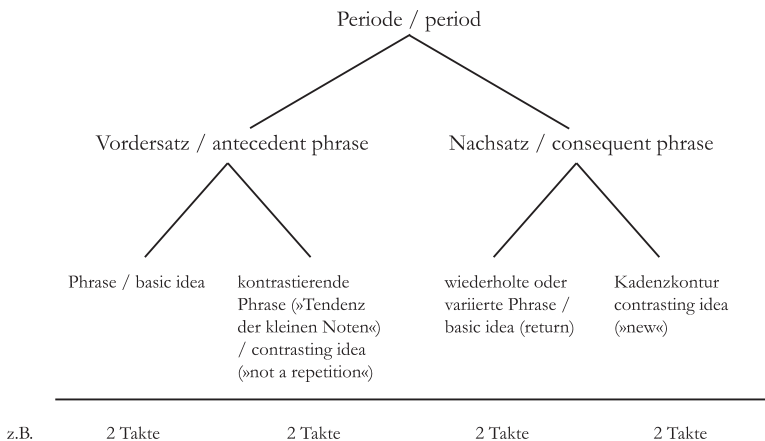 Periode / period
Vordersatz / antecedent phrase
Nachsatz / consequent phrase
Phrase / basic idea
kontrastierende
Phrase (»Tendenz
der kleinen Noten«)
/ contrasting idea
(»not a repetition«)
wiederholte oder
variierte Phrase /
basic idea (return)
Kadenzkontur
contrasting idea
(»new«)
z.B.
2 Takte
2 Takte
2 Takte
2 Takte